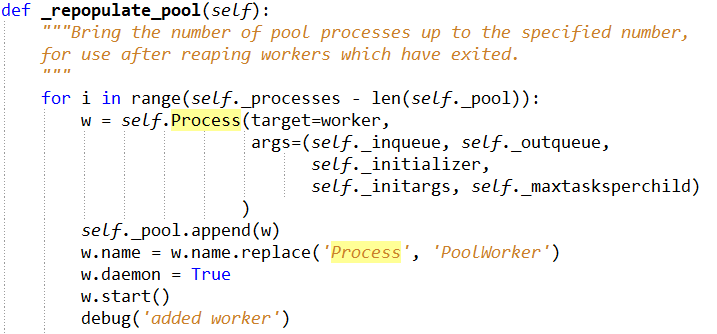 def _repopulate_pool(self):
    """Bring the number of pool processes up to the specified number,
    for use after reaping workers which have exited.
    """
    for i in range(self._processes - len(self._pool)):
        w = self.Process(target=worker,
                         args=(self._inqueue, self._outqueue,
                               self._initializer,
                               self._initargs, self._maxtasksperchild)
                        )
        self._pool.append(w)
        w.name = w.name.replace('Process', 'PoolWorker')
        w.daemon = True
        w.start()
        debug('added worker')